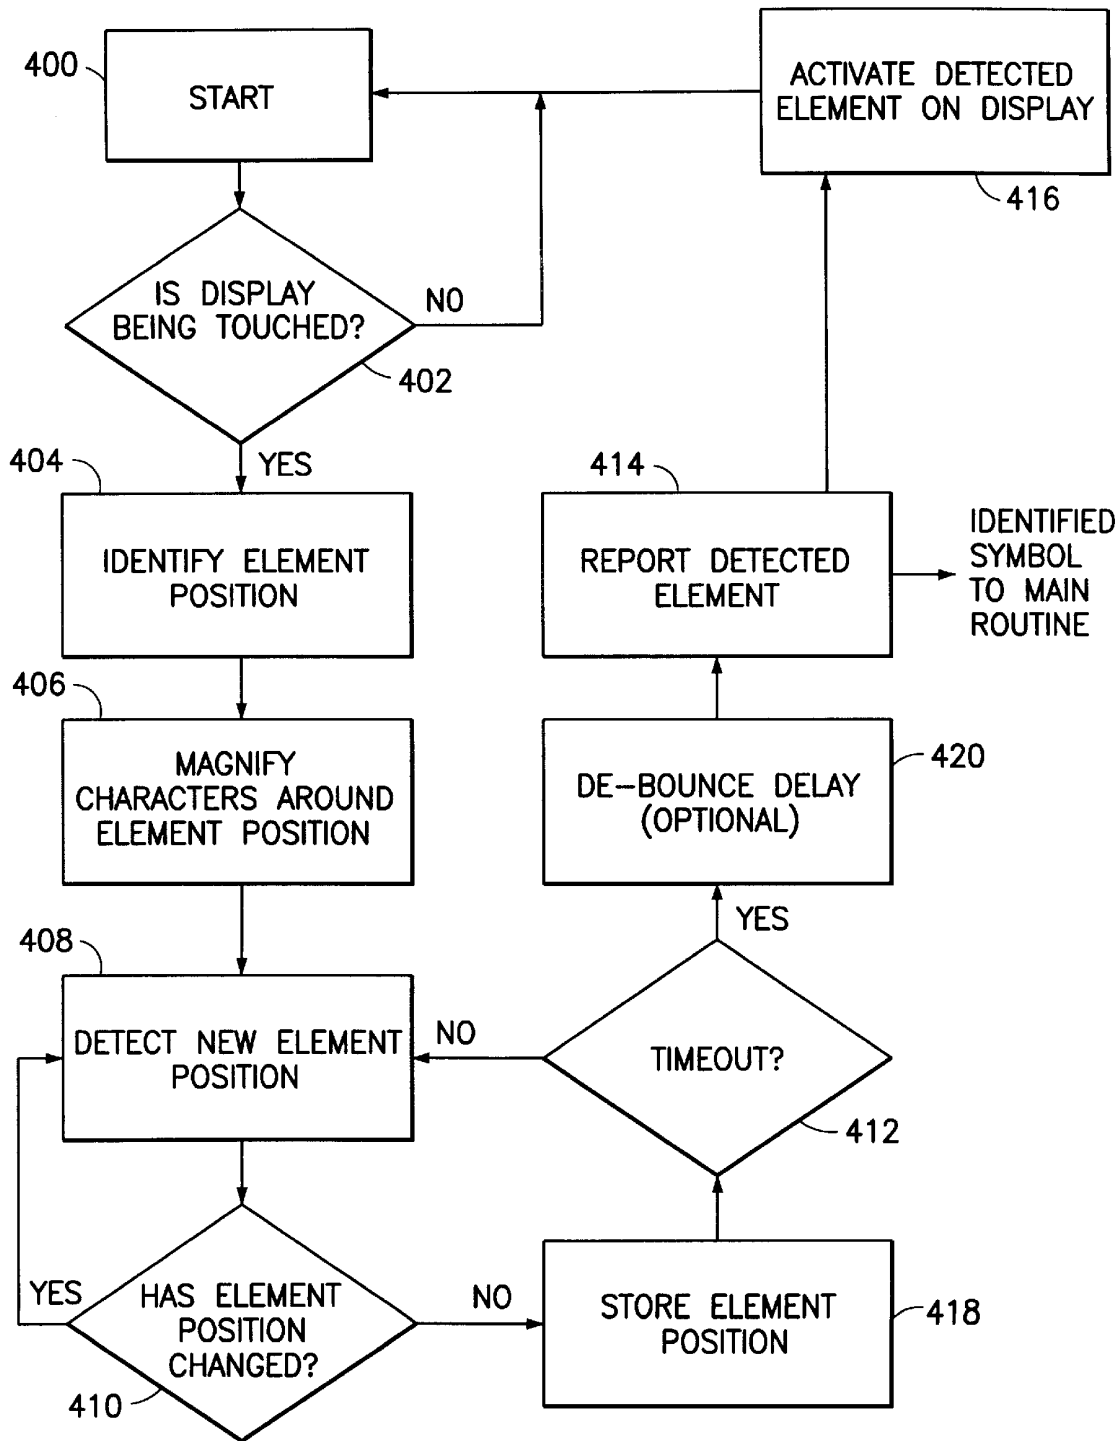 400
START
ACTIVATE DETECTED
ELEMENT ON DISPLAY
416
IS DISPLAY
BEING TOUCHED?
NO
402
YES
404
IDENTIFY ELEMENT
POSITION
414
REPORT DETECTED
ELEMENT
IDENTIFIED
SYMBOL
TO MAIN
ROUTINE
406
MAGNIFY
CHARACTERS AROUND
ELEMENT POSITION
DE-BOUNCE DELAY
(OPTIONAL)
420
YES
408
DETECT NEW ELEMENT
POSITION
NO
TIMEOUT?
412
YES
HAS ELEMENT
POSITION
CHANGED?
410
NO
STORE ELEMENT
POSITION
418